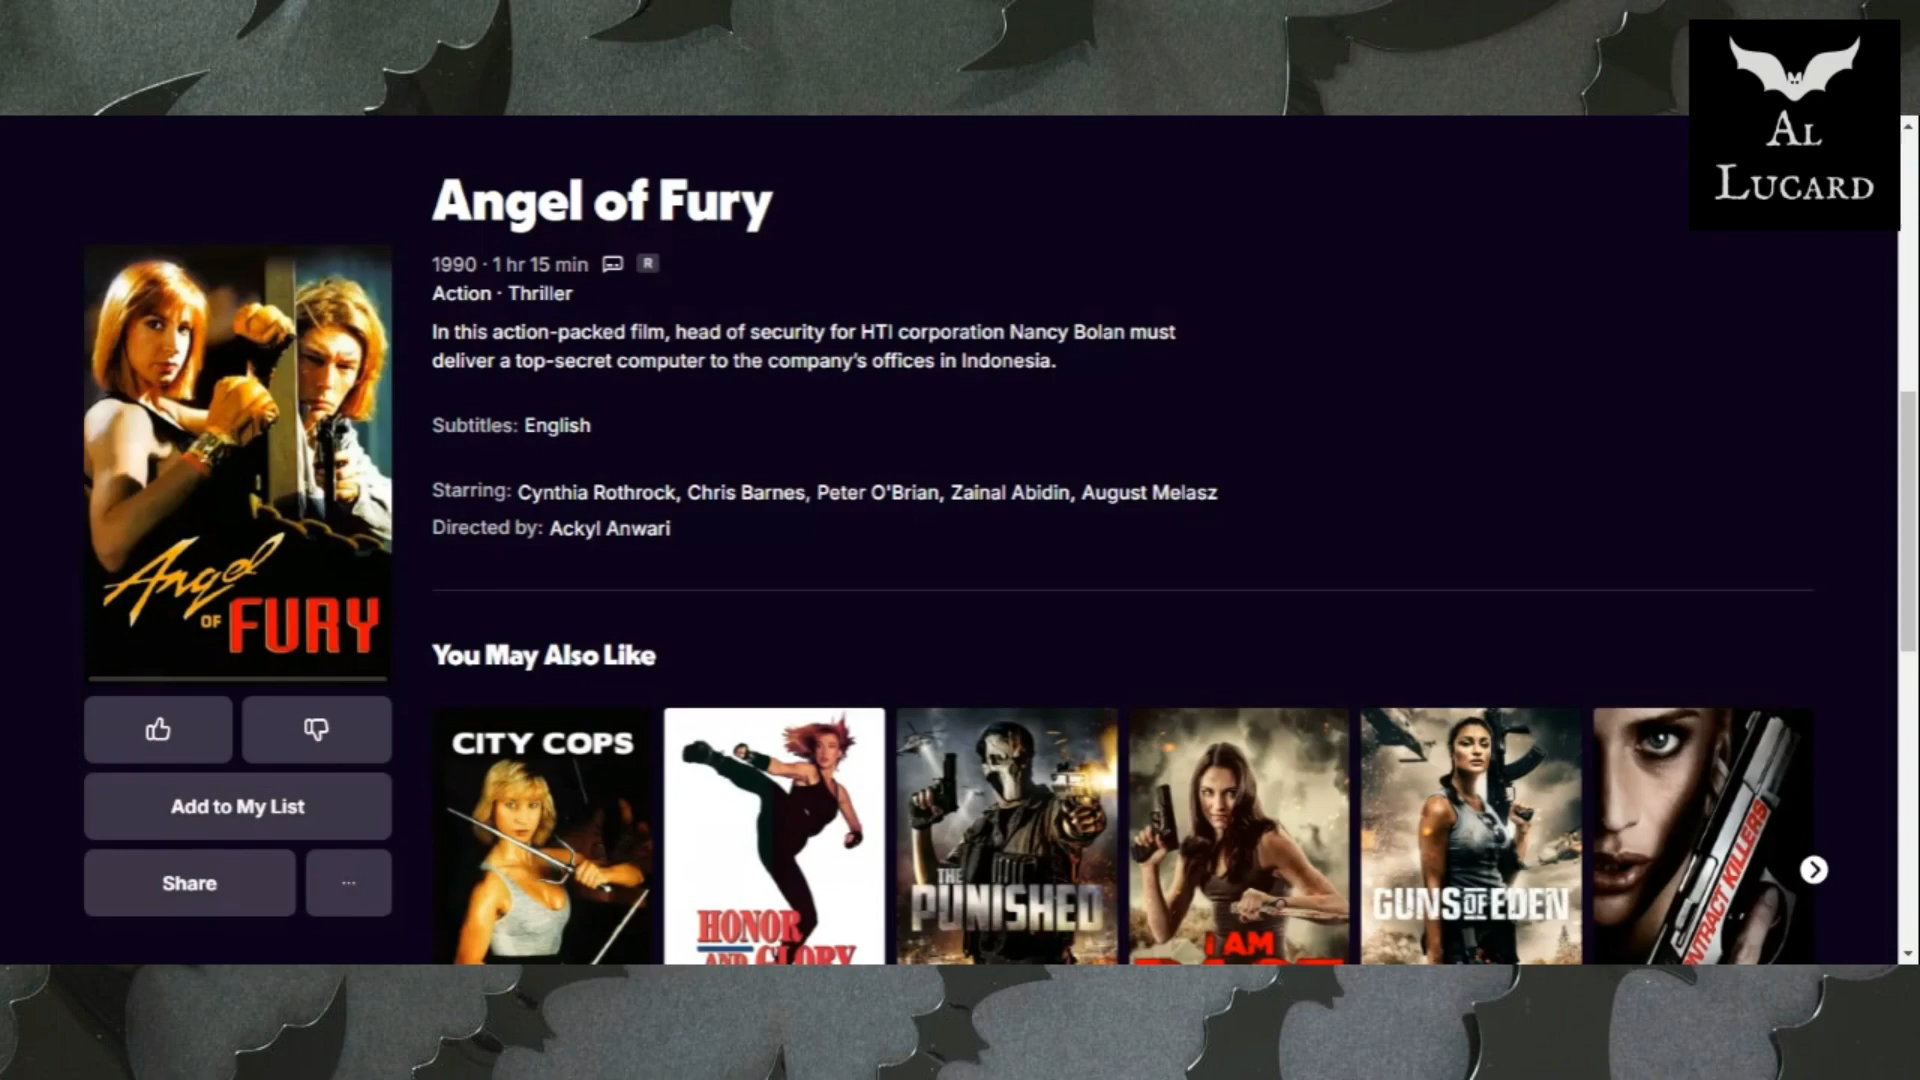 AL
LUCARD
Angel of Fury
1990 · 1 hr 15 min R
Action · Thriller
In this action-packed film, head of security for HTI corporation Nancy Bolan must
deliver a top-secret computer to the company's offices in Indonesia.
Subtitles: English
Starring: Cynthia Rothrock, Chris Barnes, Peter O'Brian, Zainal Abidin, August Melasz
Directed by: Ackyl Anwari
Angel
OF FURY
Add to My List
Share
...
You May Also Like
CITY COPS
HONOR
AND GLORY
THE
PUNISHED
I AM
GUNS OF EDEN
KILLERS